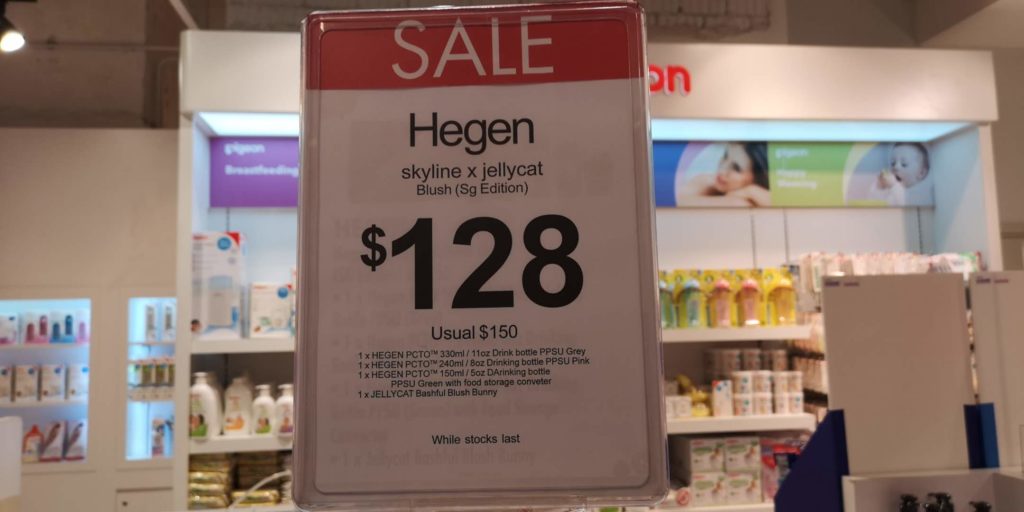 SALE
Hegen
skyline x jellycat
Blush (Sg Edition)
$128
Usual $150
1 x HEGEN PCTO™ 330ml / 11oz Drink bottle PPSU Grey
1 x HEGEN PCTO™ 240ml / 8oz Drinking bottle PPSU Pink
1 x HEGEN PCTO™ 150ml / 5oz DArinking bottle
PPSU Green with food storage conveter
1 x JELLYCAT Bashful Blush Bunny
While stocks last
on
pigeon
Breastfeeding
pigeon
Happy